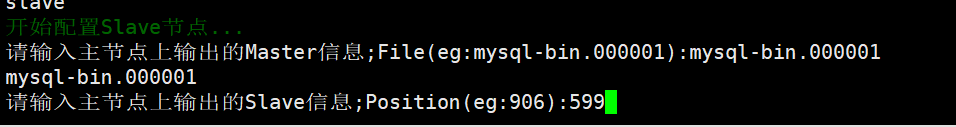 slave
开始配置Slave节点...
请输入主节点上输出的Master信息;File(eg:mysql-bin.000001):mysql-bin.000001
mysql-bin.000001
请输入主节点上输出的Slave信息;Position(eg:906):599